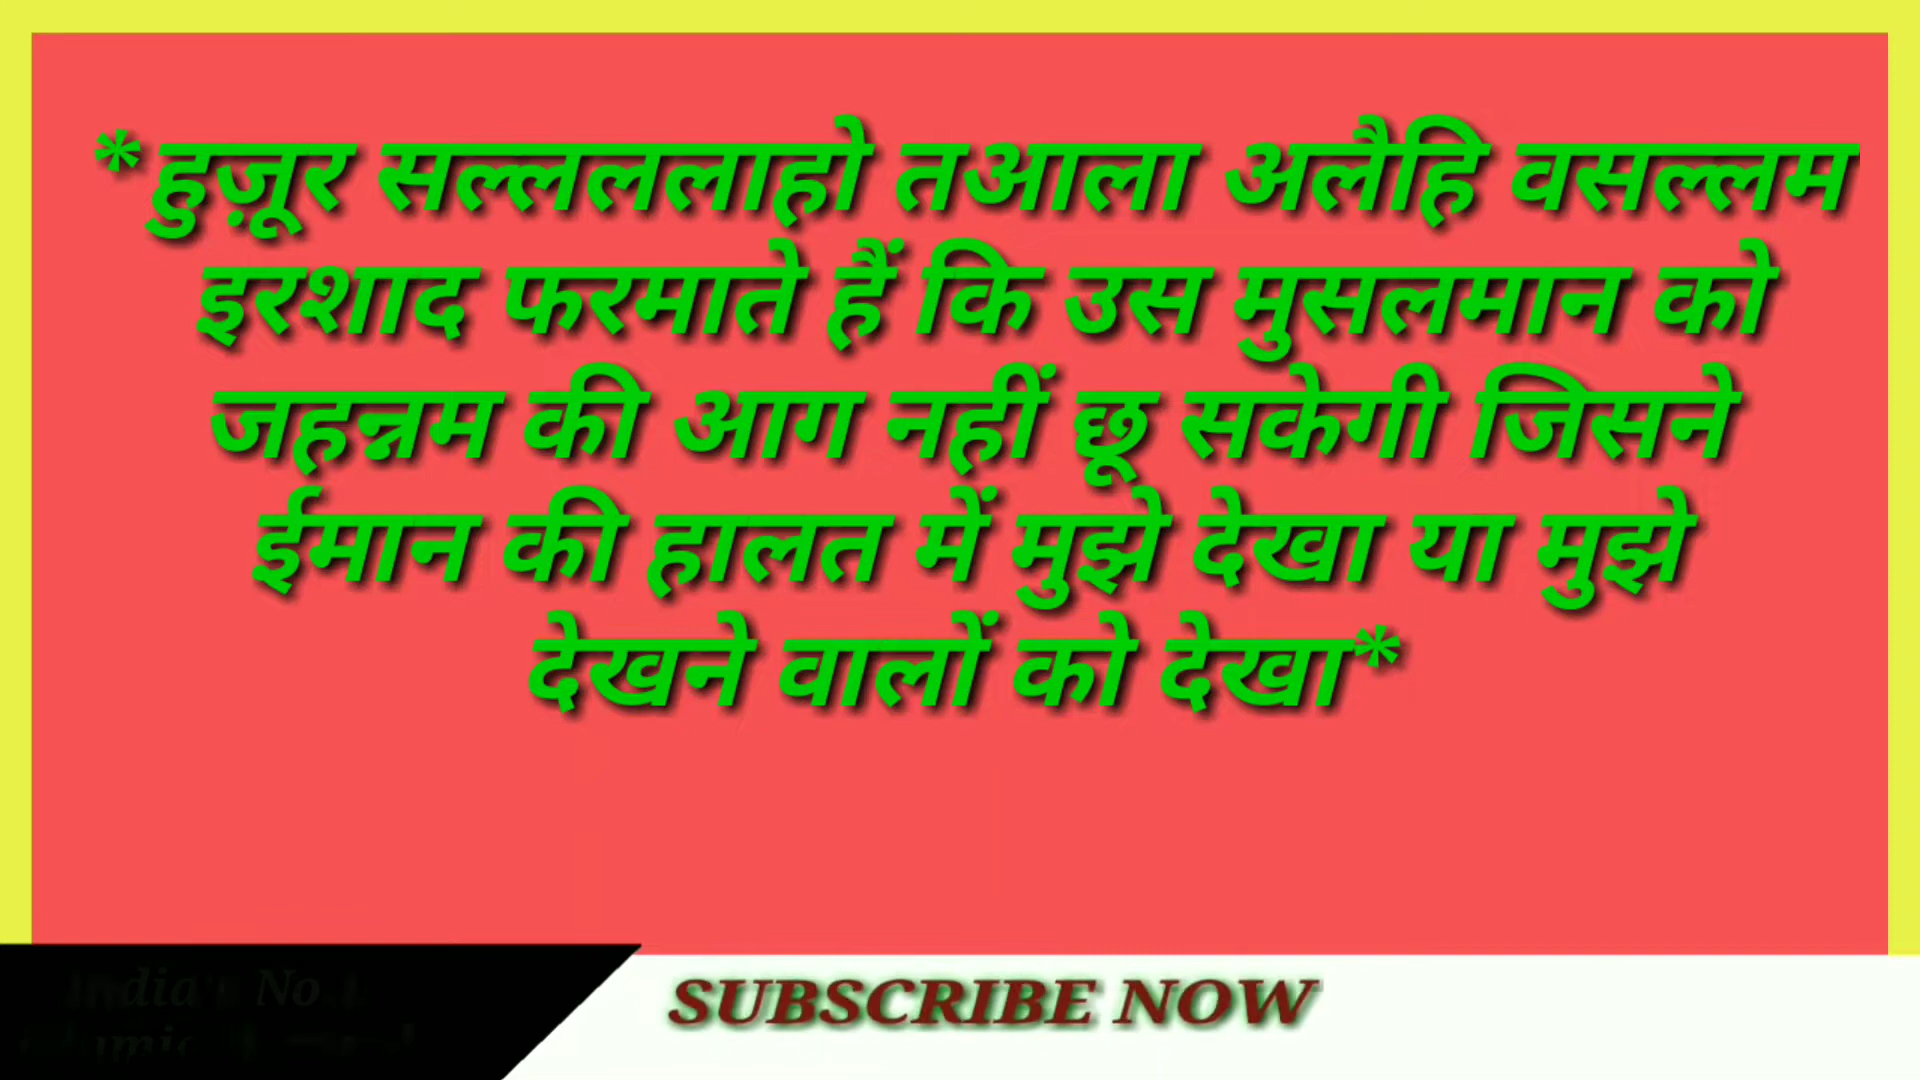 *हुज़ूर सल्लललाहो तआला अलैहि वसल्लम
इरशाद फरमाते हैं कि उस मुसलमान को
जहन्नम की आग नहीं छू सकेगी जिसने
ईमान की हालत में मुझे देखा या मुझे
देखने वालों को देखा*
No
SUBSCRIBE NOW